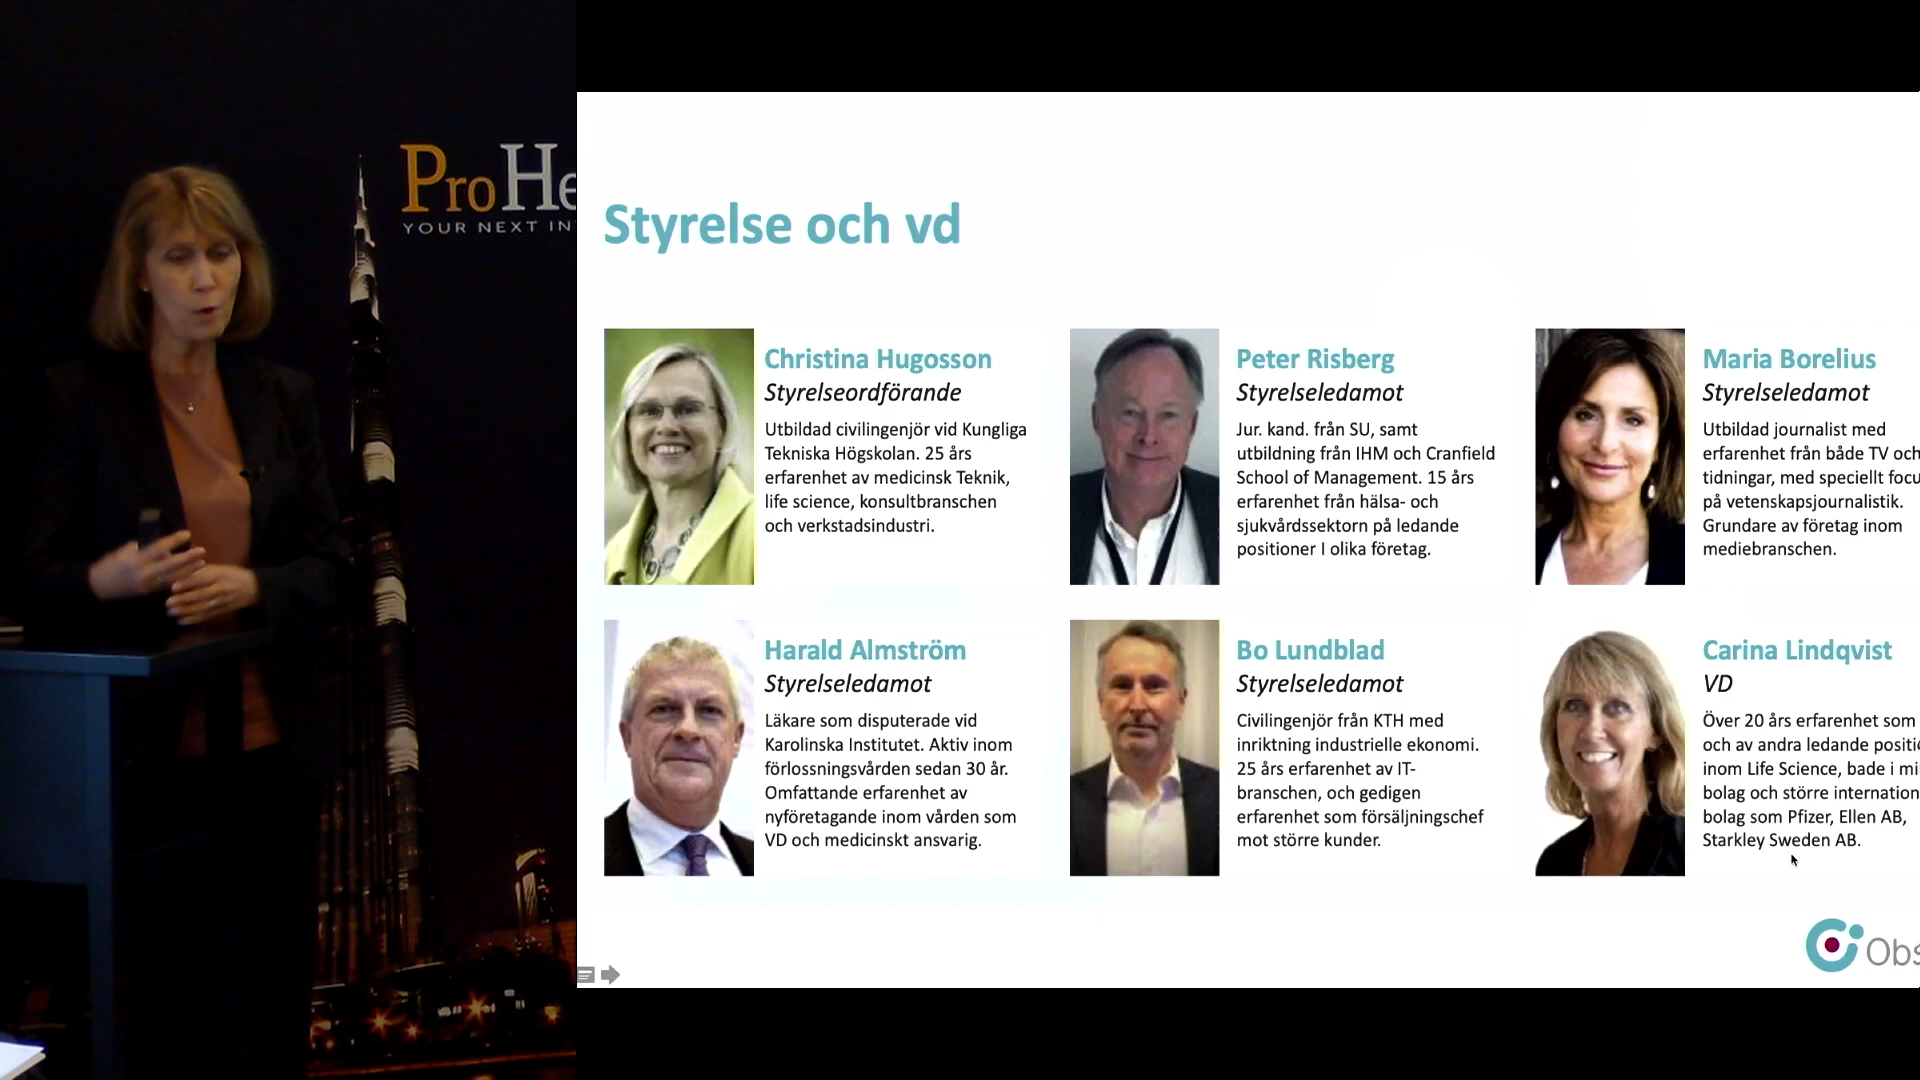 ProHe
YOUR NEXT IN
Styrelse och vd
Christina Hugosson
Styrelseordförande
Utbildad civilingenjör vid Kungliga
Tekniska Högskolan. 25 års
erfarenhet av medicinsk Teknik,
life science, konsultbranschen
och verkstadsindustri.
Peter Risberg
Styrelseledamot
Jur. kand. från SU, samt
utbildning från IHM och Cranfield
School of Management. 15 års
erfarenhet från hälsa- och
sjukvårdssektorn på ledande
positioner I olika företag.
Maria Borelius
Styrelseledamot
Utbildad journalist med
erfarenhet från både TV och
tidningar, med speciellt focu
på vetenskapsjournalistik.
Grundare av företag inom
mediebranschen.
Harald Almström
Styrelseledamot
Läkare som disputerade vid
Karolinska Institutet. Aktiv inom
förlossningsvården sedan 30 år.
Omfattande erfarenhet av
nyföretagande inom vården som
VD och medicinskt ansvarig.
Bo Lundblad
Styrelseledamot
Civilingenjör från KTH med
inriktning industrielle ekonomi.
25 års erfarenhet av IT-
branschen, och gedigen
erfarenhet som försäljningschef
mot större kunder.
Carina Lindqvist
VD
Över 20 års erfarenhet som
och av andra ledande positi
inom Life Science, bade i mi
bolag och större internation
bolag som Pfizer, Ellen AB,
Starkley Sweden AB.
Obs